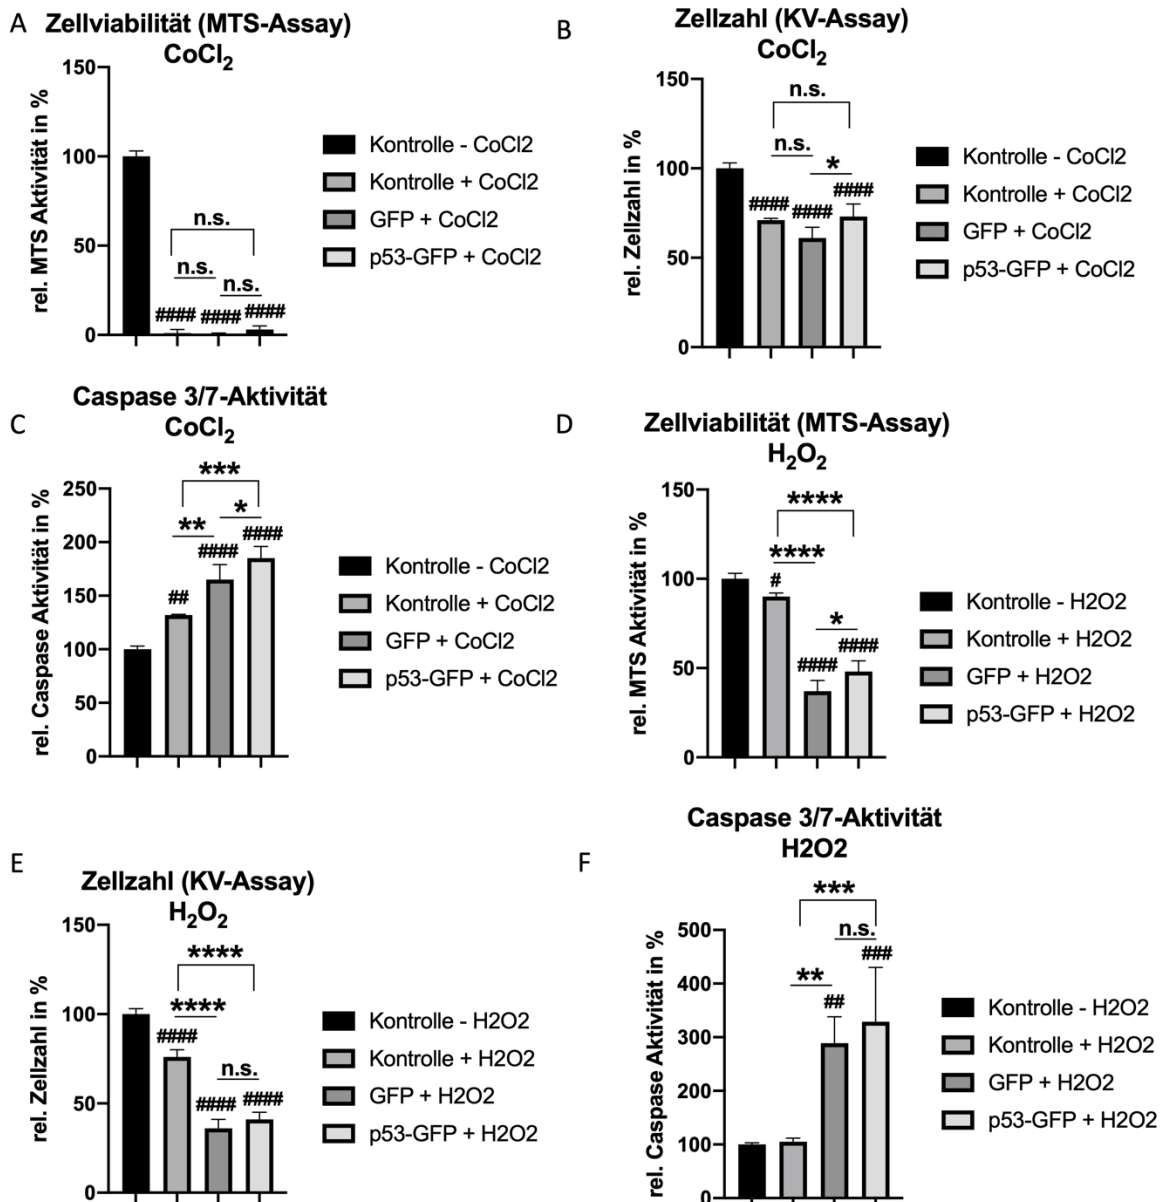 A
Zellviabilität (MTS-Assay)
CoCl2
rel. MTS Aktivität in %
150
100
50
0
n.s.
n.s.
n.s.
####
####
####
Kontrolle - CoCl2
Kontrolle + CoCl2
GFP + CoCl2
p53-GFP + CoCl2
B
Zellzahl (KV-Assay)
CoCl2
rel. Zellzahl in %
150
100
50
0
n.s.
n.s.
*
####
####
####
Kontrolle - CoCl2
Kontrolle + CoCl2
GFP + CoCl2
p53-GFP + CoCl2
C
Caspase 3/7-Aktivität
CoCl2
rel. Caspase Aktivität in %
250
200
150
100
50
0
***
**
*
##
####
####
Kontrolle - CoCl2
Kontrolle + CoCl2
GFP + CoCl2
p53-GFP + CoCl2
D
Zellviabilität (MTS-Assay)
H2O2
rel. MTS Aktivität in %
150
100
50
0
****
****
*
#
####
####
Kontrolle - H2O2
Kontrolle + H2O2
GFP + H2O2
p53-GFP + H2O2
E
Zellzahl (KV-Assay)
H2O2
rel. Zellzahl in %
150
100
50
0
****
****
n.s.
####
####
####
Kontrolle - H2O2
Kontrolle + H2O2
GFP + H2O2
p53-GFP + H2O2
F
Caspase 3/7-Aktivität
H2O2
rel. Caspase Aktivität in %
500
400
300
200
100
0
***
**
n.s.
##
###
Kontrolle - H2O2
Kontrolle + H2O2
GFP + H2O2
p53-GFP + H2O2